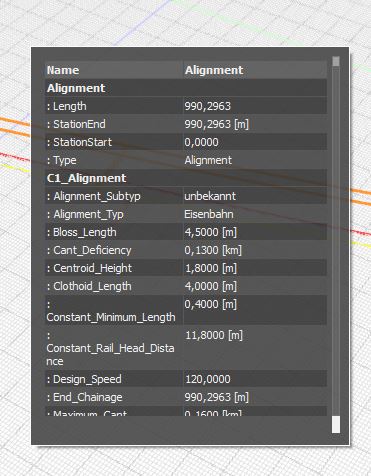 Name Alignment
Alignment
: Length 990,2963
: StationEnd 990,2963 [m]
: StationStart 0,0000
: Type Alignment
C1_Alignment
: Alignment_Subtyp unbekannt
: Alignment_Typ Eisenbahn
: Bloss_Length 4,5000 [m]
: Cant_Deficiency 0,1300 [km]
: Centroid_Height 1,8000 [m]
: Clothoid_Length 4,0000 [m]
: 0,4000 [m]
Constant_Minimum_Length
: 11,8000 [m]
Constant_Rail_Head_Dista
nce
: Design_Speed 120,0000
: End_Chainage 990,2963 [m]
: Maximum_Cant 0,1600 [km]